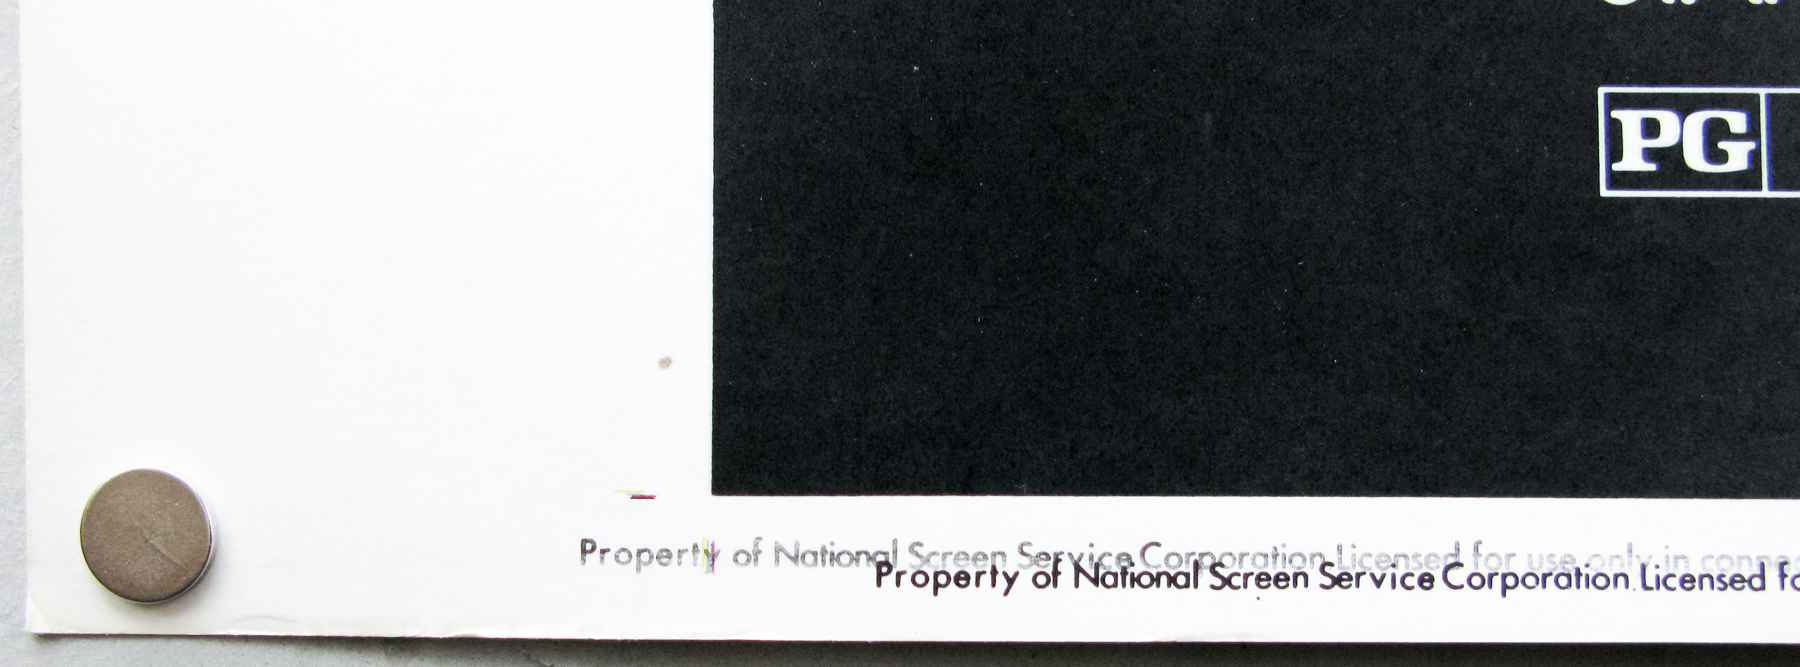 PG
Property of National Screen Service Corporation. Licensed for use only in conne
Property of National Screen Service Corporation. Licensed fo